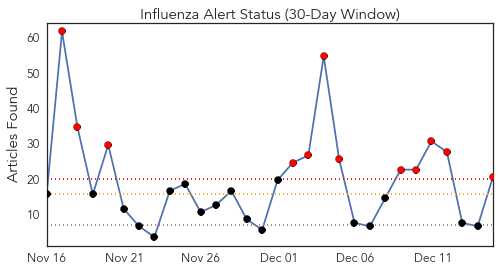 Influenza Alert Status (30-Day Window)
Articles Found
60
50
40
30
20
10
Nov 16 Nov 21 Nov 26 Dec 01 Dec 06 Dec 11